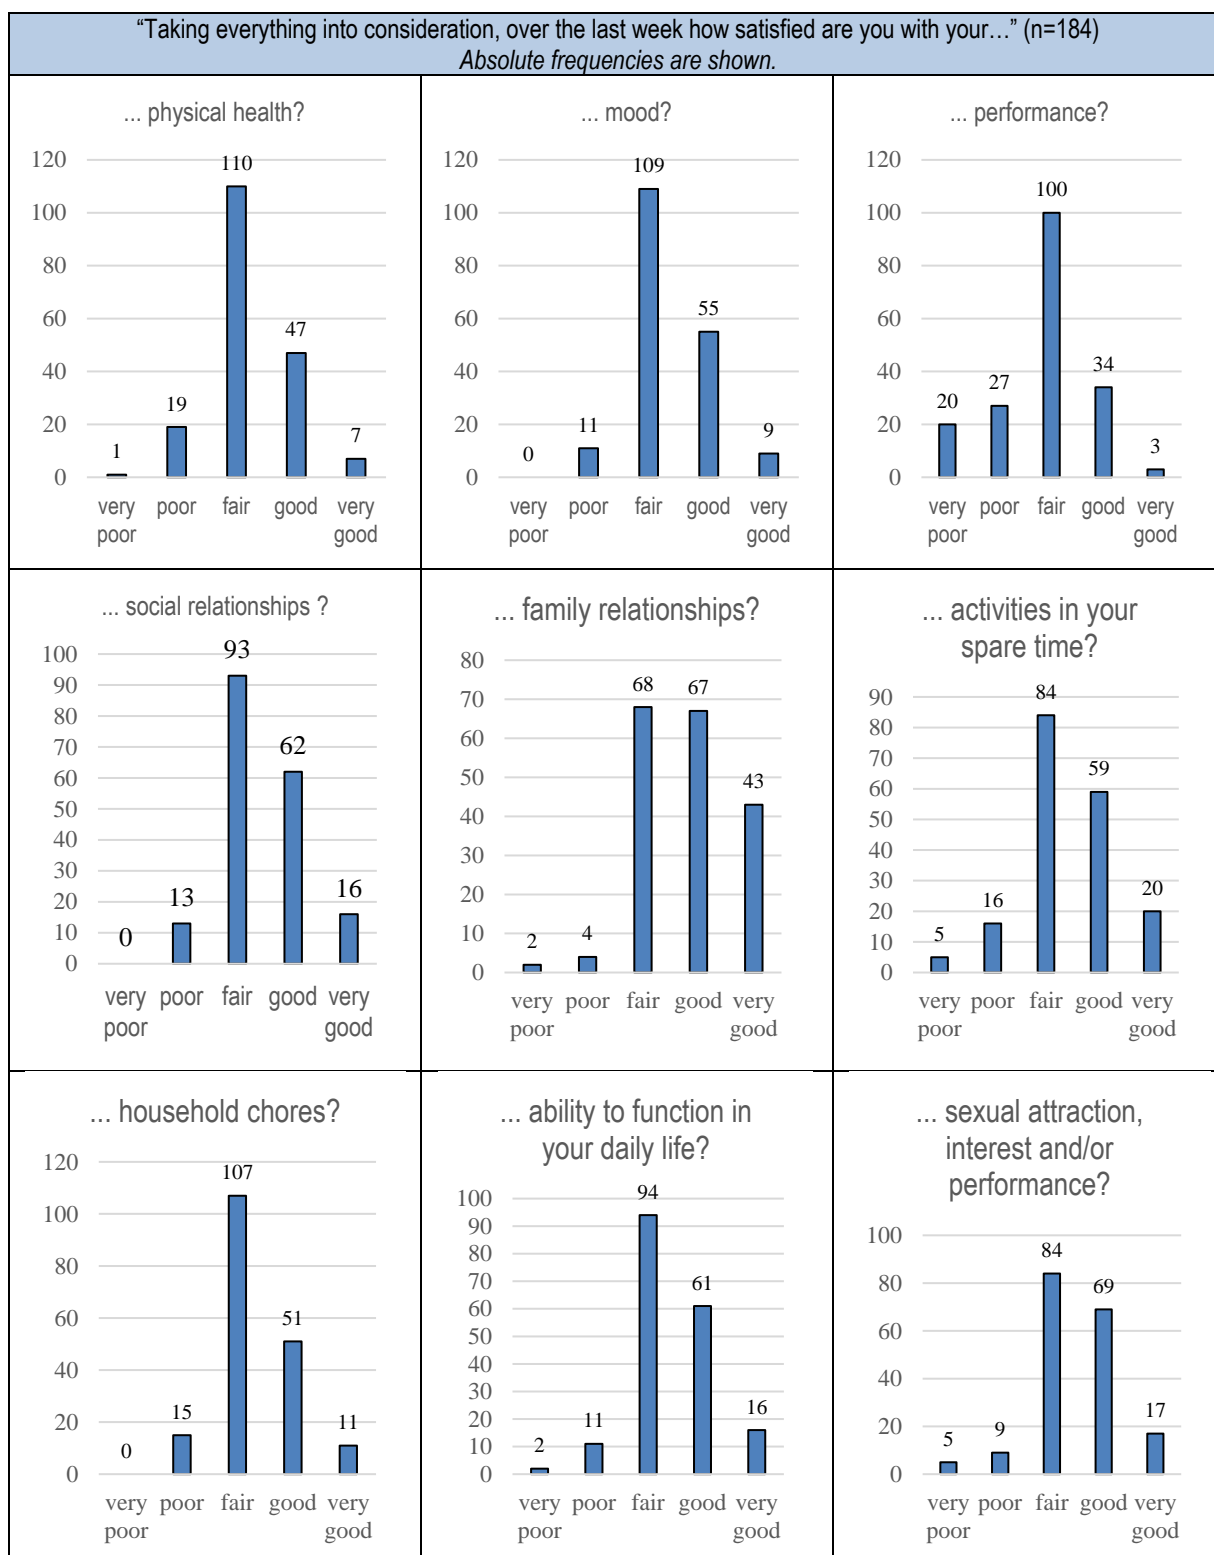 “Taking everything into consideration, over the last week how satisfied are you with your…” (n=184)
Absolute frequencies are shown.
... physical health?
120
100
80
60
40
20
0
1
19
110
47
7
very poor
poor
fair
good
very good
... mood?
120
100
80
60
40
20
0
0
11
109
55
9
very poor
poor
fair
good
very good
... performance?
120
100
80
60
40
20
0
20
27
100
34
3
very poor
poor
fair
good
very good
... social relationships ?
100
90
80
70
60
50
40
30
20
10
0
0
13
93
62
16
very poor
poor
fair
good
very good
... family relationships?
80
70
60
50
40
30
20
10
0
2
4
68
67
43
very poor
poor
fair
good
very good
... activities in your
spare time?
90
80
70
60
50
40
30
20
10
0
5
16
84
59
20
very poor
poor
fair
good
very good
... household chores?
120
100
80
60
40
20
0
0
15
107
51
11
very poor
poor
fair
good
very good
... ability to function in
your daily life?
100
90
80
70
60
50
40
30
20
10
0
2
11
94
61
16
very poor
poor
fair
good
very good
... sexual attraction,
interest and/or
performance?
100
80
60
40
20
0
5
9
84
69
17
very poor
poor
fair
good
very good